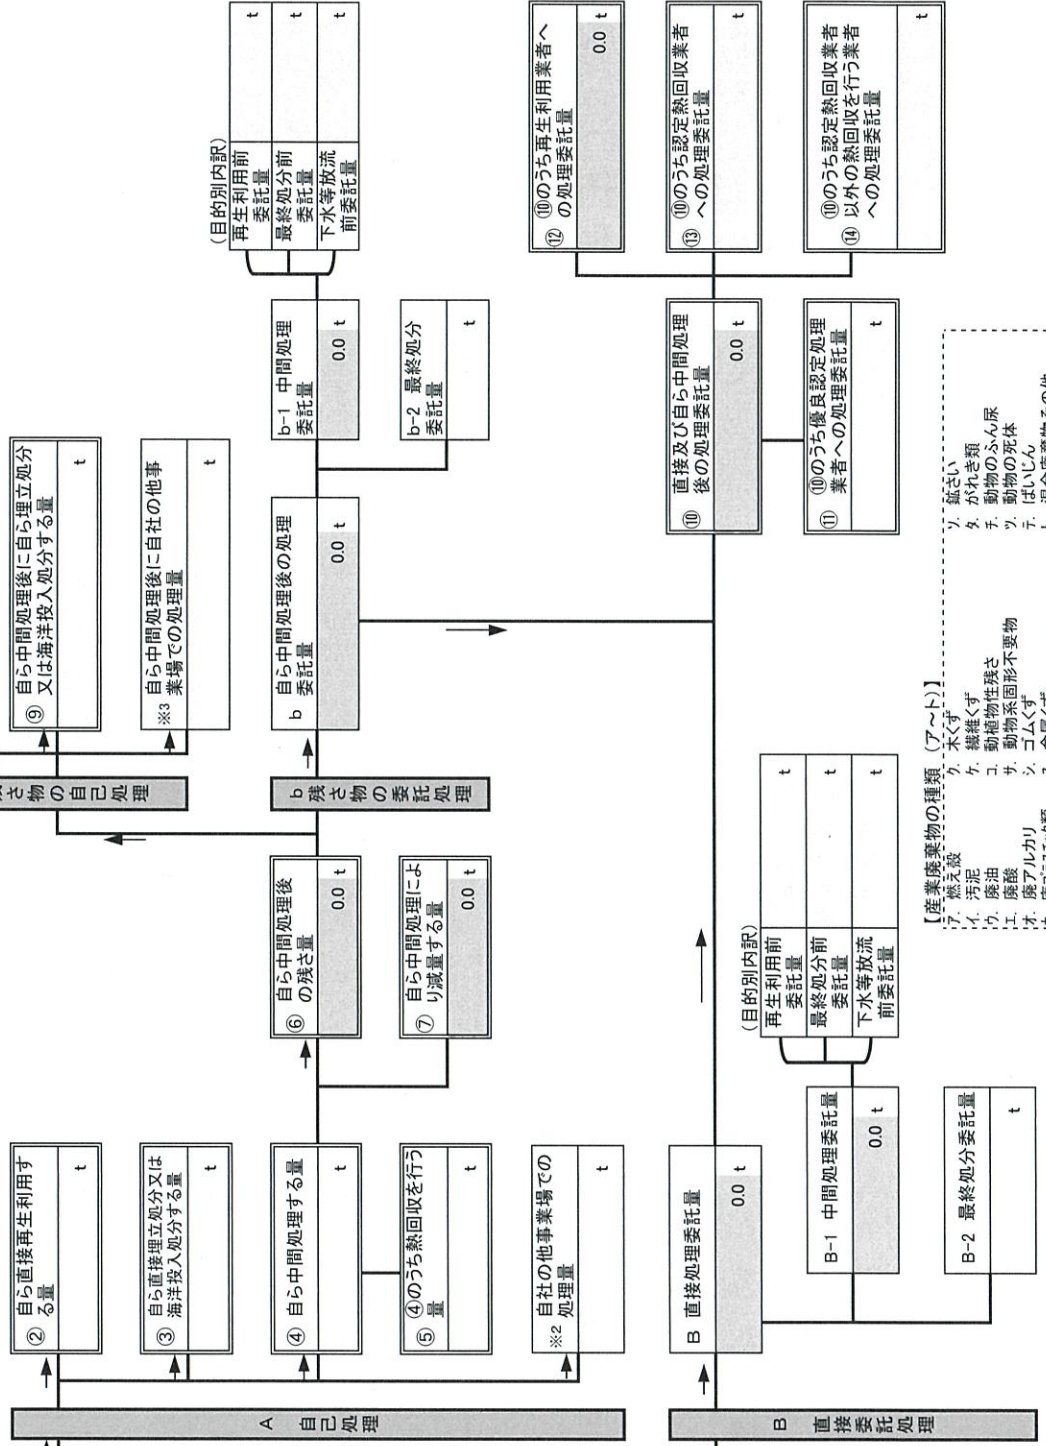 A 自己処理
② 自ら直接再生利用す
る量
t
③ 自ら直接埋立処分又は
海洋投入処分する量
t
④ 自ら中間処理する量
t
⑤ ④のうち熱回収を行う
量
t
※2 自社の他事業場での
処理量
t
⑥ 自ら中間処理後
の残さ量
0.0 t
⑦ 自ら中間処理によ
り減量する量
0.0 t
さ物の自己処理
⑨ 自ら中間処理後に自ら埋立処分
又は海洋投入処分する量
t
※3 自ら中間処理後に自社の他事
業場での処理量
t
b 残さ物の委託処理
b 自ら中間処理後の処理
委託量
0.0 t
b-1 中間処理
委託量
0.0 t
b-2 最終処分
委託量
t
(目的別内訳)
再生利用前
委託量
t
最終処分前
委託量
t
下水等放流
前委託量
t
B 直接委託処理
B 直接処理委託量
0.0 t
B-1 中間処理委託量
0.0 t
B-2 最終処分委託量
t
(目的別内訳)
再生利用前
委託量
t
最終処分前
委託量
t
下水等放流
前委託量
t
⑩ 直接及び自ら中間処理
後の処理委託量
0.0 t
⑪ ⑩のうち優良認定処理
業者への処理委託量
t
⑫ ⑩のうち再生利用業者へ
の処理委託量
0.0 t
⑬ ⑩のうち認定熱回収業者
への処理委託量
t
⑭ ⑩のうち認定熱回収業者
以外の熱回収を行う業者
への処理委託量
t
【産業廃棄物の種類 (ア~ト)】
ア. 燃え殻
イ. 汚泥
ウ. 廃油
エ. 廃酸
オ. 廃アルカリ
ク. 木くず
ケ. 繊維くず
コ. 動植物性残さ
サ. 動物系固形不要物
シ. ゴムくず
ソ. 鉱さい
タ. がれき類
チ. 動物のふん尿
ツ. 動物の死体
テ. ばいじん